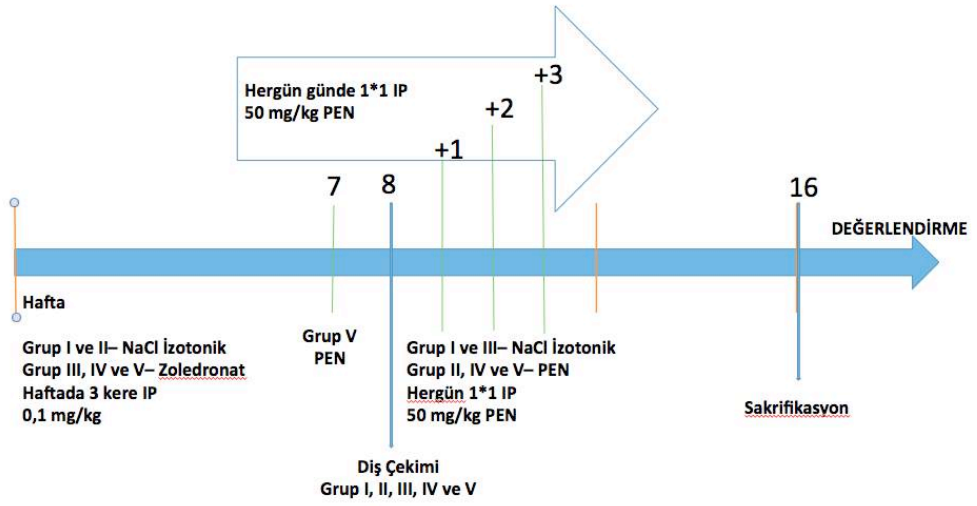 Hergün günde 1*1 IP
50 mg/kg PEN
+1
+2
+3
7
8
16
DEĞERLENDİRME
Hafta
Grup I ve II– NaCl İzotonik
Grup III, IV ve V– Zoledronat
Haftada 3 kere IP
0,1 mg/kg
Grup V
PEN
Grup I ve III– NaCl İzotonik
Grup II, IV ve V– PEN
Hergün 1*1 IP
50 mg/kg PEN
Sakrifikasyon
Diş Çekimi
Grup I, II, III, IV ve V